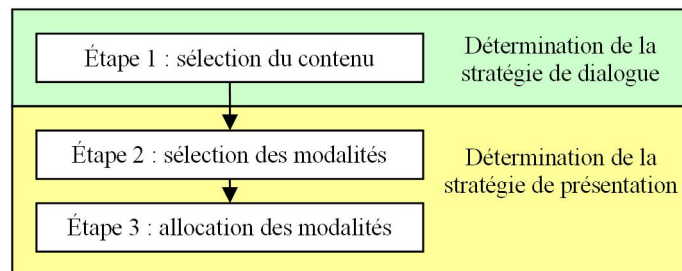 Étape 1 : sélection du contenu
Détermination de la
stratégie de dialogue
Étape 2 : sélection des modalités
Étape 3 : allocation des modalités
Détermination de la
stratégie de présentation